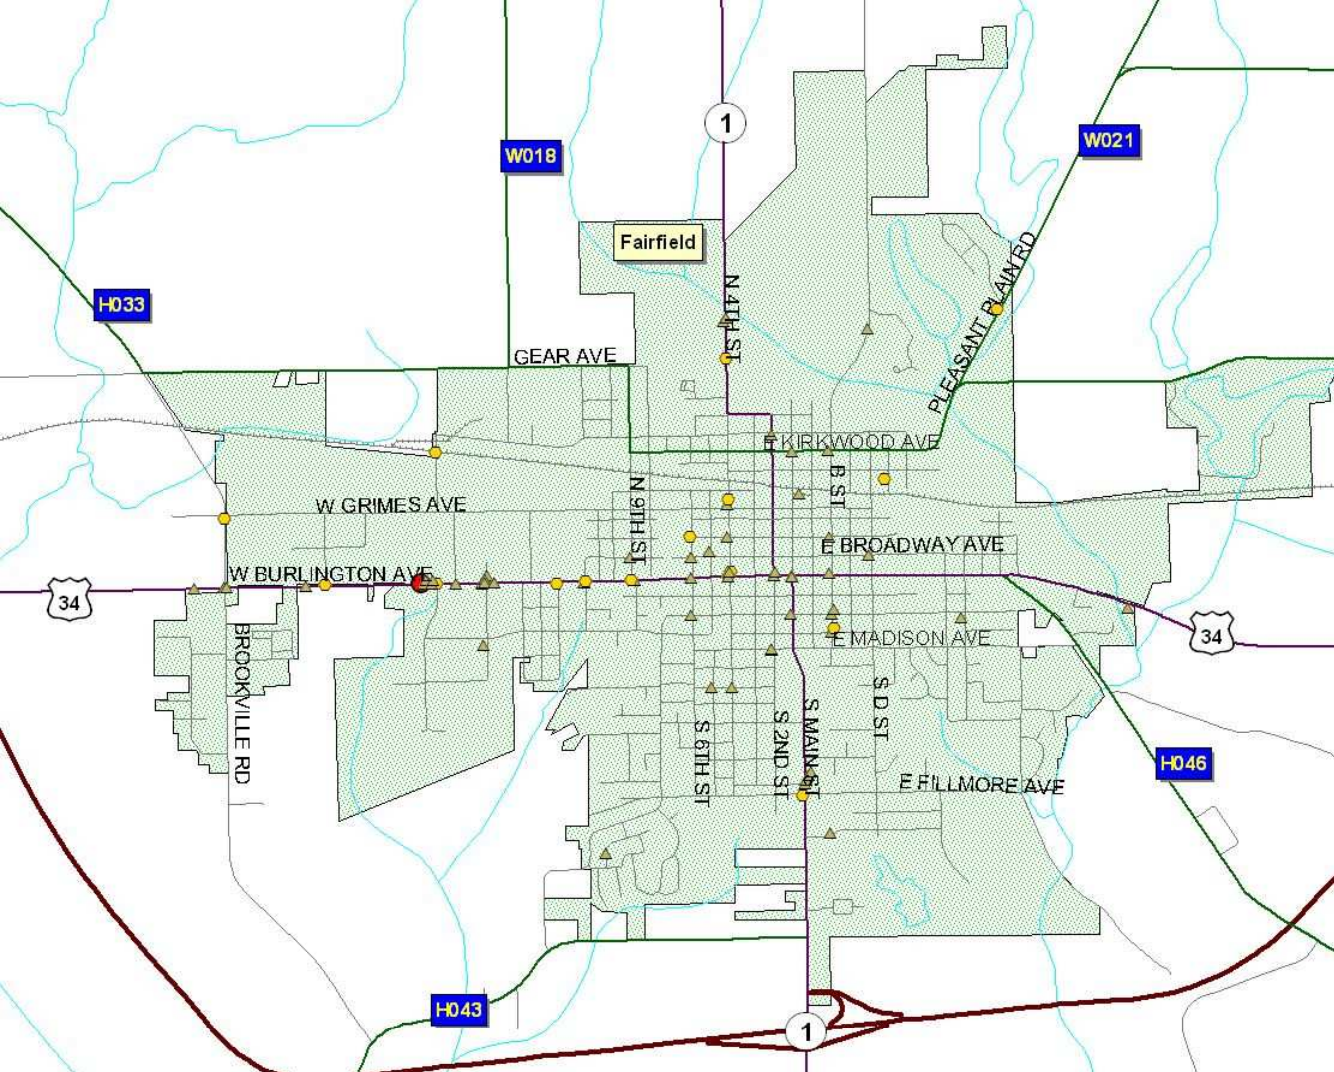 1
W021
W018
Fairfield
H033
N 4TH ST
PLEASANT PLAIN RD
GEAR AVE
E KIRKWOOD AVE
B ST
N 9TH ST
W GRIMES AVE
E BROADWAY AVE
W BURLINGTON AVE
34
34
E MADISON AVE
BROOKVILLE RD
S D ST
S MAIN ST
S 2ND ST
S 6TH ST
H046
E FILLMORE AVE
H043
1